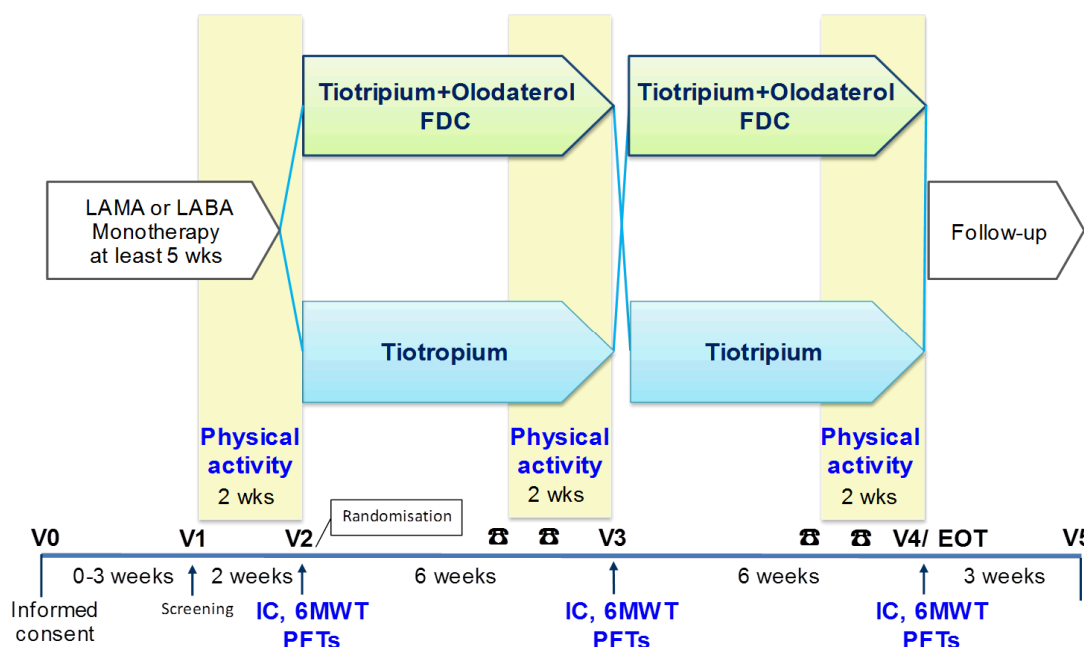 Tiotripium+Olodaterol
FDC
Tiotripium+Olodaterol
FDC
LAMA or LABA
Monotherapy
at least 5 wks
Follow-up
Tiotropium
Tiotripium
Physical
activity
2 wks
Physical
activity
2 wks
Physical
activity
2 wks
Randomisation
V0
V1
V2
☎
☎
V3
☎
☎
V4/ EOT
V5
0-3 weeks
2 weeks
6 weeks
6 weeks
3 weeks
Informed
consent
Screening
IC, 6MWT
PFTs
IC, 6MWT
PFTs
IC, 6MWT
PFTs